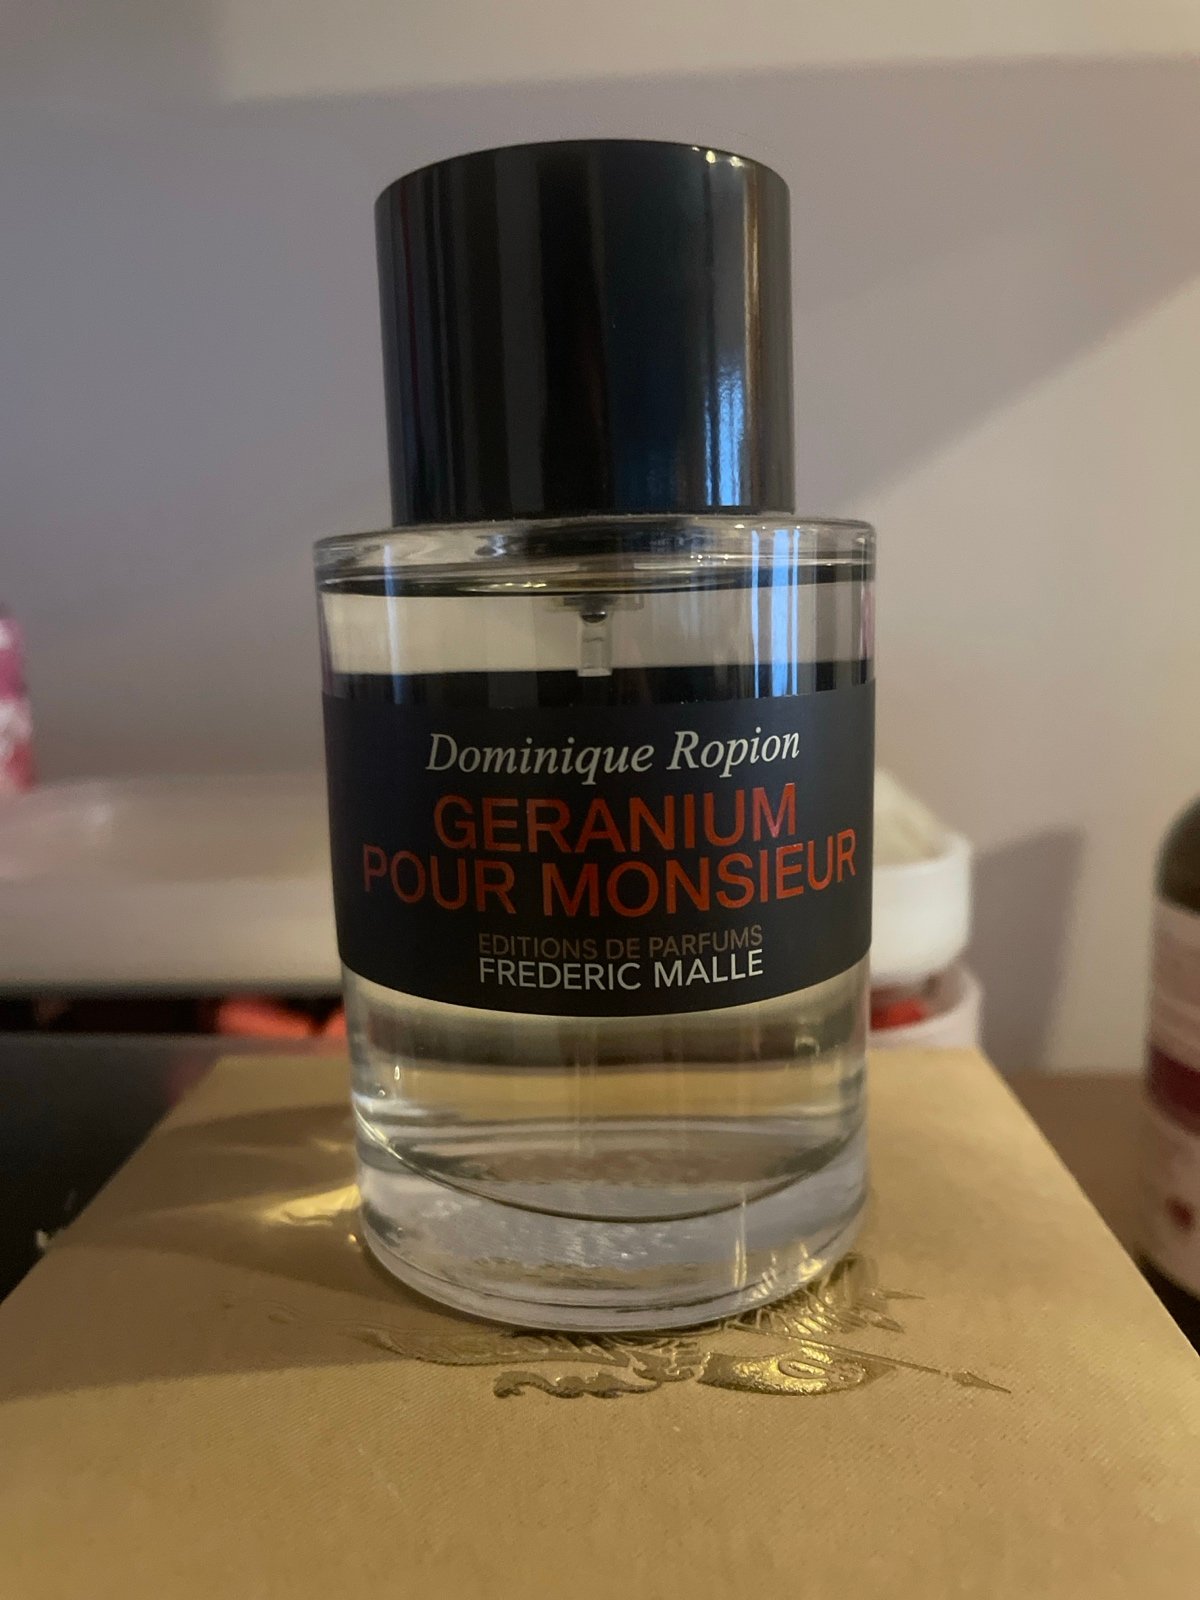 Dominique Ropion
GERANIUM
POUR MONSIEUR
EDITIONS DE PARFUMS
FREDERIC MALLE